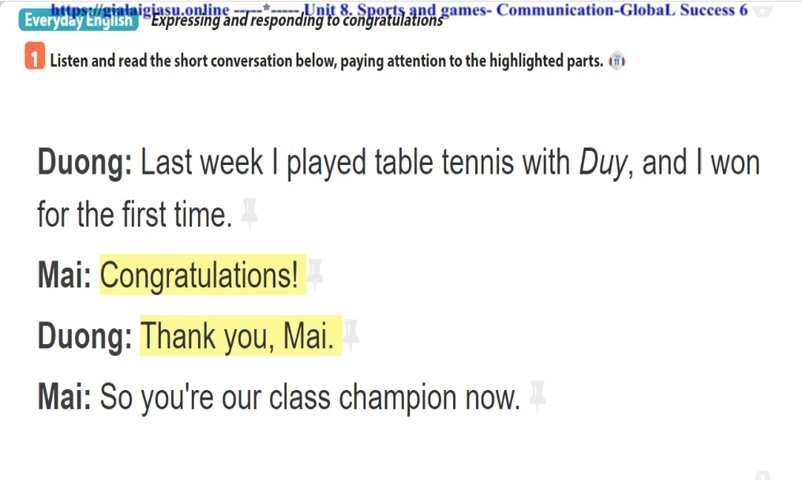 https://gialaigiasu.online -----*-----.Unit 8. Sports and games- Communication-GlobaL Success 6
Everyday English Expressing and responding to congratulations
1 Listen and read the short conversation below, paying attention to the highlighted parts.
Duong: Last week I played table tennis with Duy, and I won
for the first time.
Mai: Congratulations!
Duong: Thank you, Mai.
Mai: So you're our class champion now.